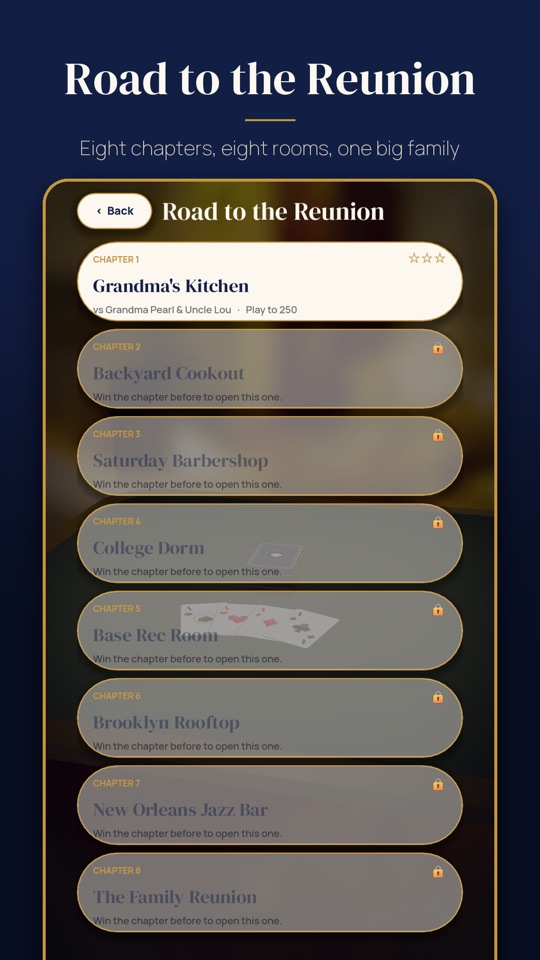 Road to the Reunion
Eight chapters, eight rooms, one big family
‹ Back
Road to the Reunion
CHAPTER 1
Grandma's Kitchen
vs Grandma Pearl & Uncle Lou · Play to 250
CHAPTER 2
Backyard Cookout
Win the chapter before to open this one.
CHAPTER 3
Saturday Barbershop
Win the chapter before to open this one.
CHAPTER 4
College Dorm
Win the chapter before to open this one.
CHAPTER 5
Base Rec Room
Win the chapter before to open this one.
CHAPTER 6
Brooklyn Rooftop
Win the chapter before to open this one.
CHAPTER 7
New Orleans Jazz Bar
Win the chapter before to open this one.
CHAPTER 8
The Family Reunion
Win the chapter before to open this one.